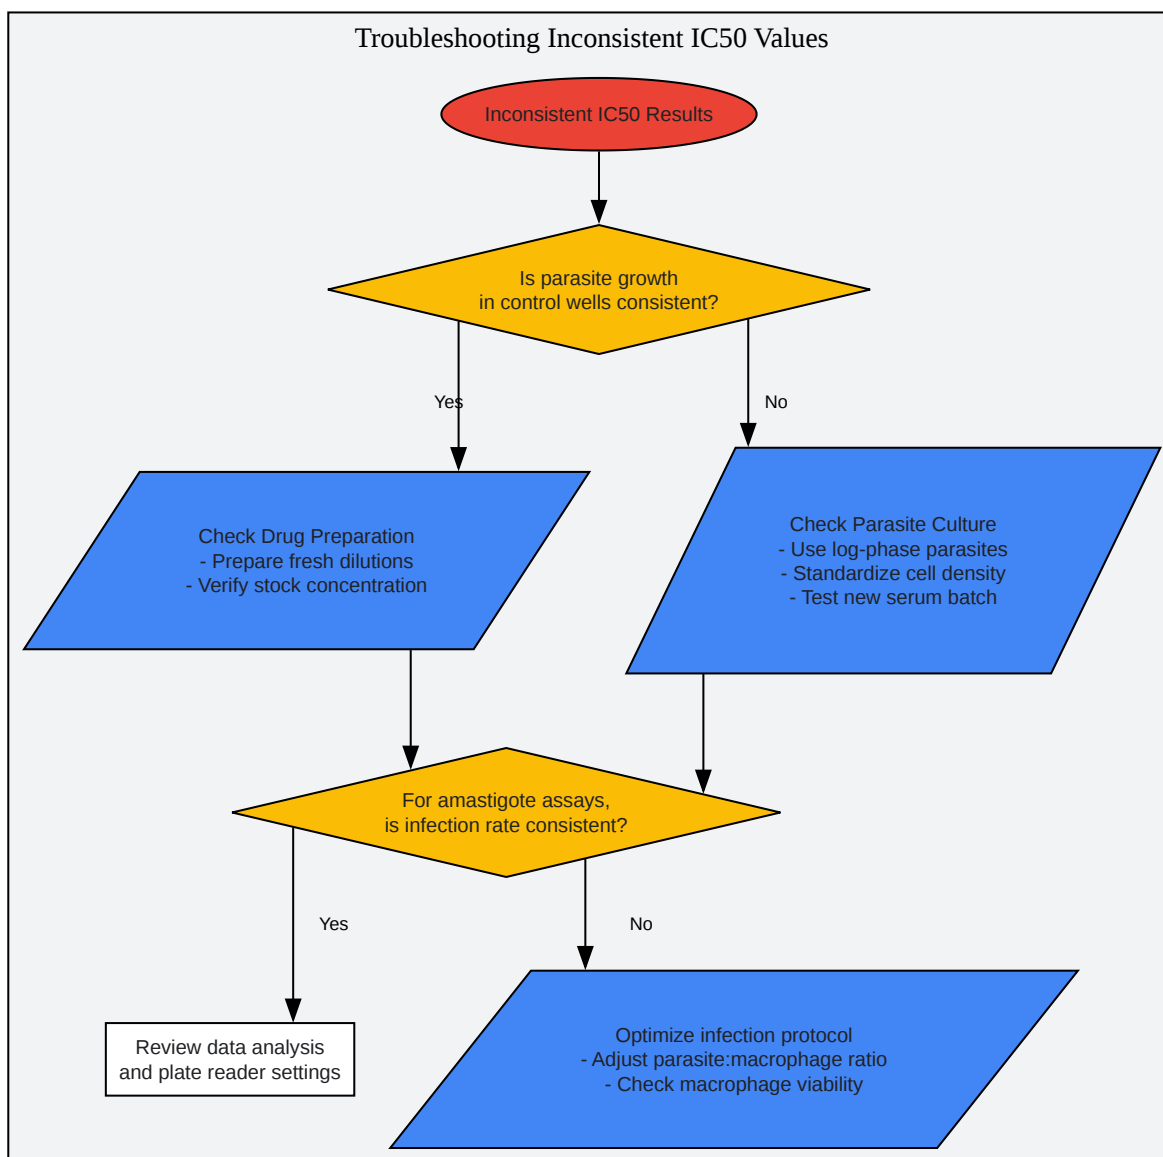 Troubleshooting Inconsistent IC50 Values
Inconsistent IC50 Results
Is parasite growth
in control wells consistent?
Yes
No
Check Drug Preparation
- Prepare fresh dilutions
- Verify stock concentration
Check Parasite Culture
- Use log-phase parasites
- Standardize cell density
- Test new serum batch
For amastigote assays,
is infection rate consistent?
Yes
No
Review data analysis
and plate reader settings
Optimize infection protocol
- Adjust parasite:macrophage ratio
- Check macrophage viability